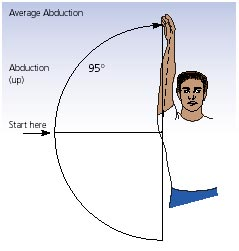 Average Abduction
Abduction 95°
(up)
Start here